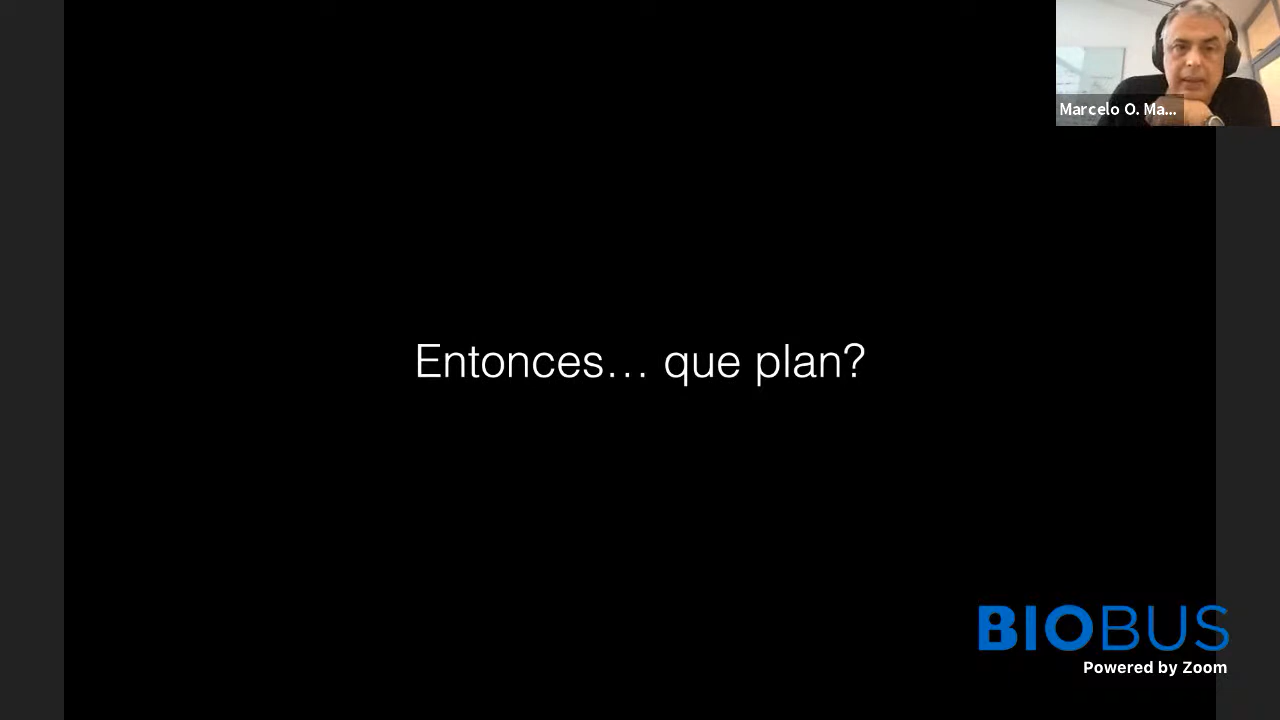 Marcelo O. Ma...
Entonces… que plan?
BIOBUS
Powered by Zoom